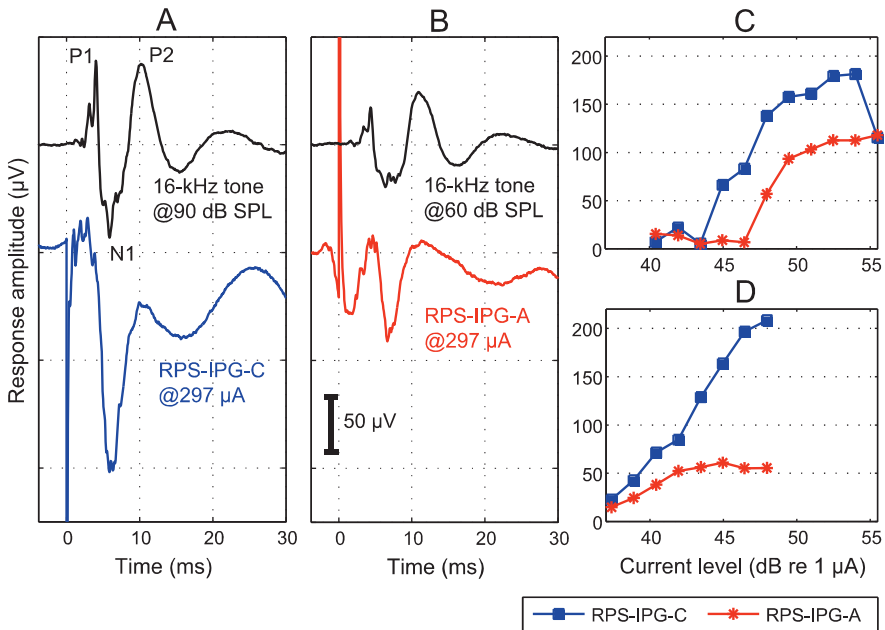 A
B
C
D
P1
P2
N1
16-kHz tone
@90 dB SPL
RPS-IPG-C
@297 µA
16-kHz tone
@60 dB SPL
RPS-IPG-A
@297 µA
50 µV
Response amplitude (µV)
0 10 20 30
Time (ms)
0 10 20 30
Time (ms)
200
150
100
50
0
40 45 50 55
200
150
100
50
0
40 45 50 55
Current level (dB re 1 µA)
RPS-IPG-C RPS-IPG-A